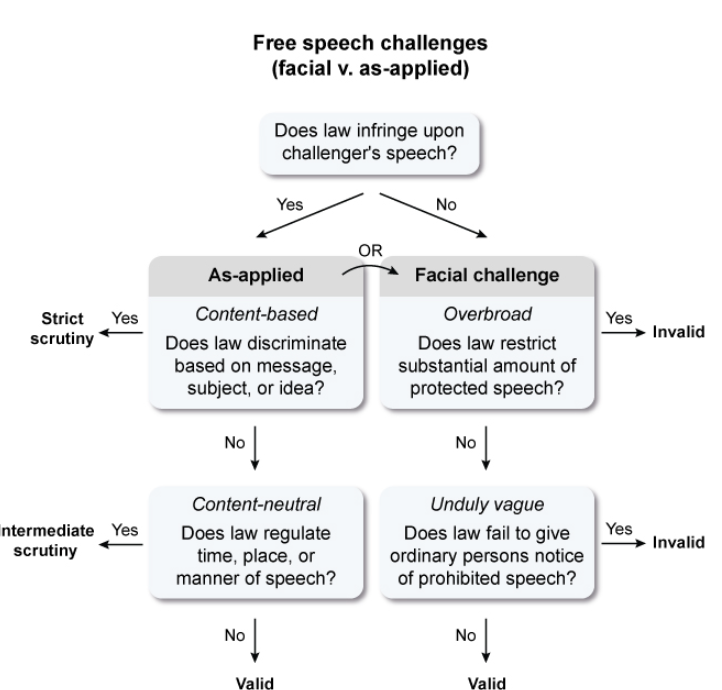 Free speech challenges
(facial v. as-applied)
Does law infringe upon
challenger's speech?
Yes
No
OR
As-applied
Facial challenge
Content-based
Does law discriminate
based on message,
subject, or idea?
Yes
Strict
scrutiny
Overbroad
Does law restrict
substantial amount of
protected speech?
Yes
Invalid
No
No
Content-neutral
Does law regulate
time, place, or
manner of speech?
Yes
Intermediate
scrutiny
Unduly vague
Does law fail to give
ordinary persons notice
of prohibited speech?
Yes
Invalid
No
No
Valid
Valid